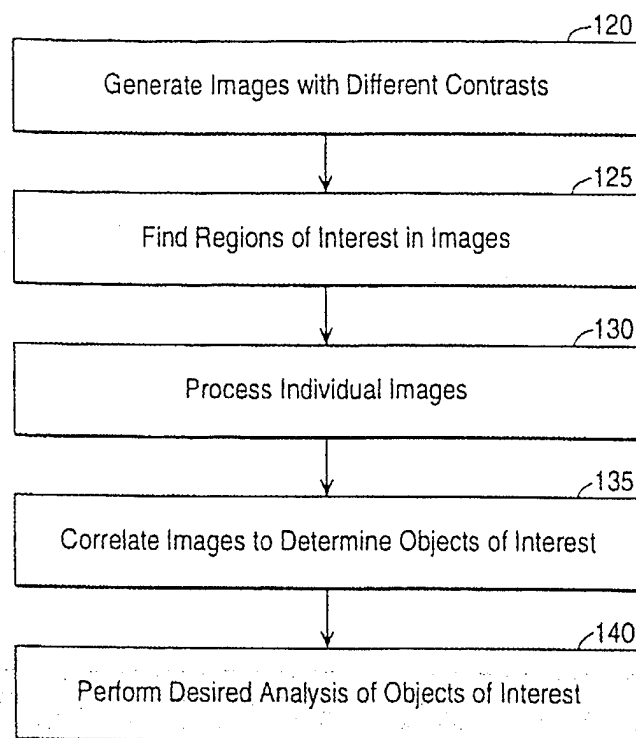 120
Generate Images with Different Contrasts
125
Find Regions of Interest in Images
130
Process Individual Images
135
Correlate Images to Determine Objects of Interest
140
Perform Desired Analysis of Objects of Interest